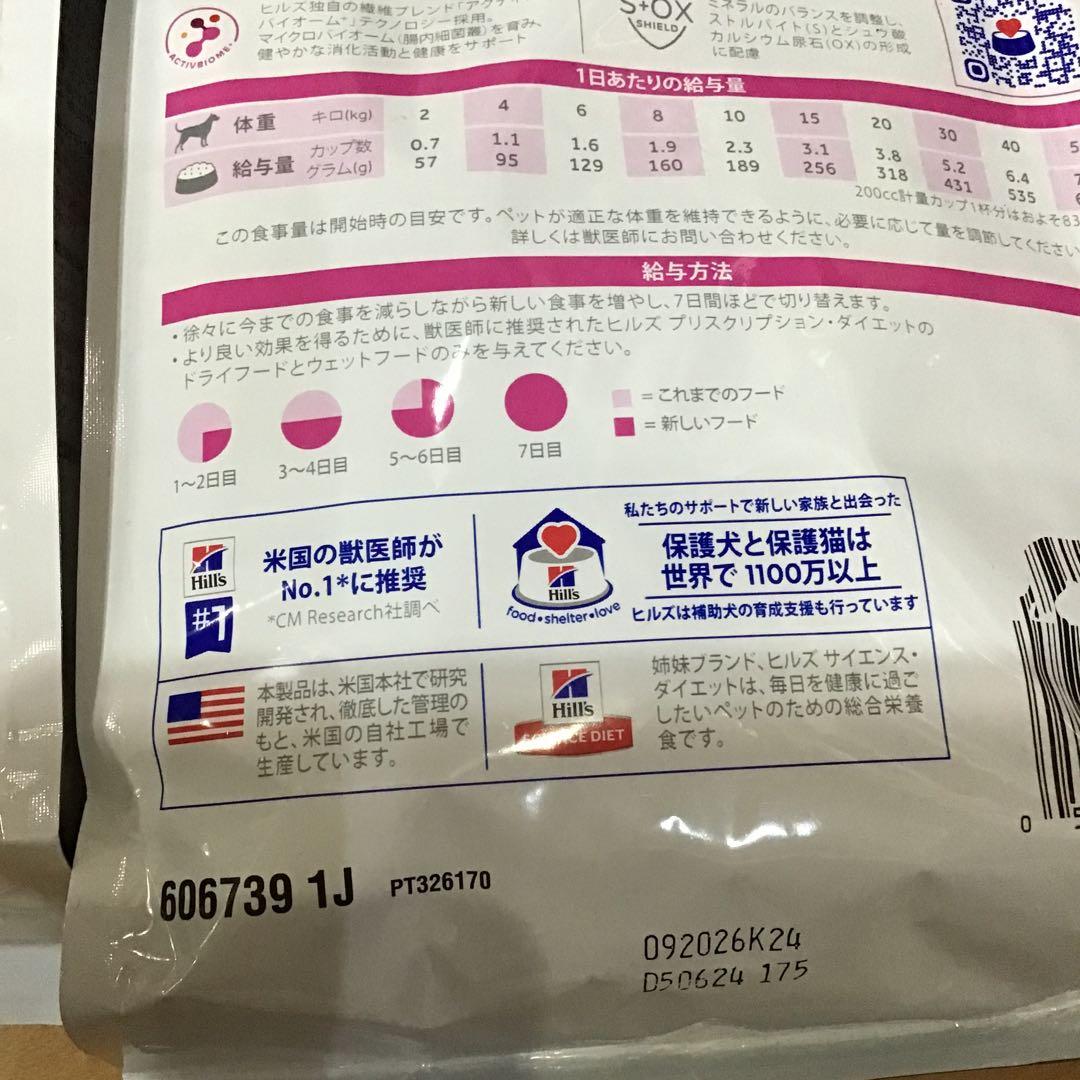 ヒルズ独自の繊維ブレンド「アクティ
バイオーム+」テクノロジー採用。
マイクロバイオーム（腸内細菌叢）を育み、
健やかな消化活動と健康をサポート
ACTIVBIOME+
S+OX
SHIELD
ミネラルのバランスを調整し、
ストルバイト(S)とシュウ酸
カルシウム尿石(OX)の形成
に配慮
1日あたりの給与量
体重 キロ(kg) 2 4 6 8 10 15 20 30 40
給与量 カップ数 0.7 1.1 1.6 1.9 2.3 3.1 3.8 5.2 6.4
グラム(g) 57 95 129 160 189 256 318 431 535
200cc計量カップ1杯分はおよそ83
この食事量は開始時の目安です。ペットが適正な体重を維持できるように、必要に応じて量を調節してください
詳しくは獣医師にお問い合わせください。
給与方法
・徐々に今までの食事を減らしながら新しい食事を増やし、7日間ほどで切り替えます。
・より良い効果を得るために、獣医師に推奨されたヒルズ プリスクリプション・ダイエットの
ドライフードとウェットフードのみを与えてください。
1〜2日目 3〜4日目 5〜6日目 7日目
= これまでのフード
= 新しいフード
Hill's
#1
米国の獣医師が
No.1*に推奨
*CM Research社調べ
Hill's
food•shelter•love
私たちのサポートで新しい家族と出会った
保護犬と保護猫は
世界で 1100万以上
ヒルズは補助犬の育成支援も行っています
本製品は、米国本社で研究
開発され、徹底した管理の
もと、米国の自社工場で
生産しています。
Hill's
SCIENCE DIET
姉妹ブランド、ヒルズ サイエンス・
ダイエットは、毎日を健康に過ご
したいペットのための総合栄養
食です。
0
606739 1J PT326170
092026K24
D50624 175